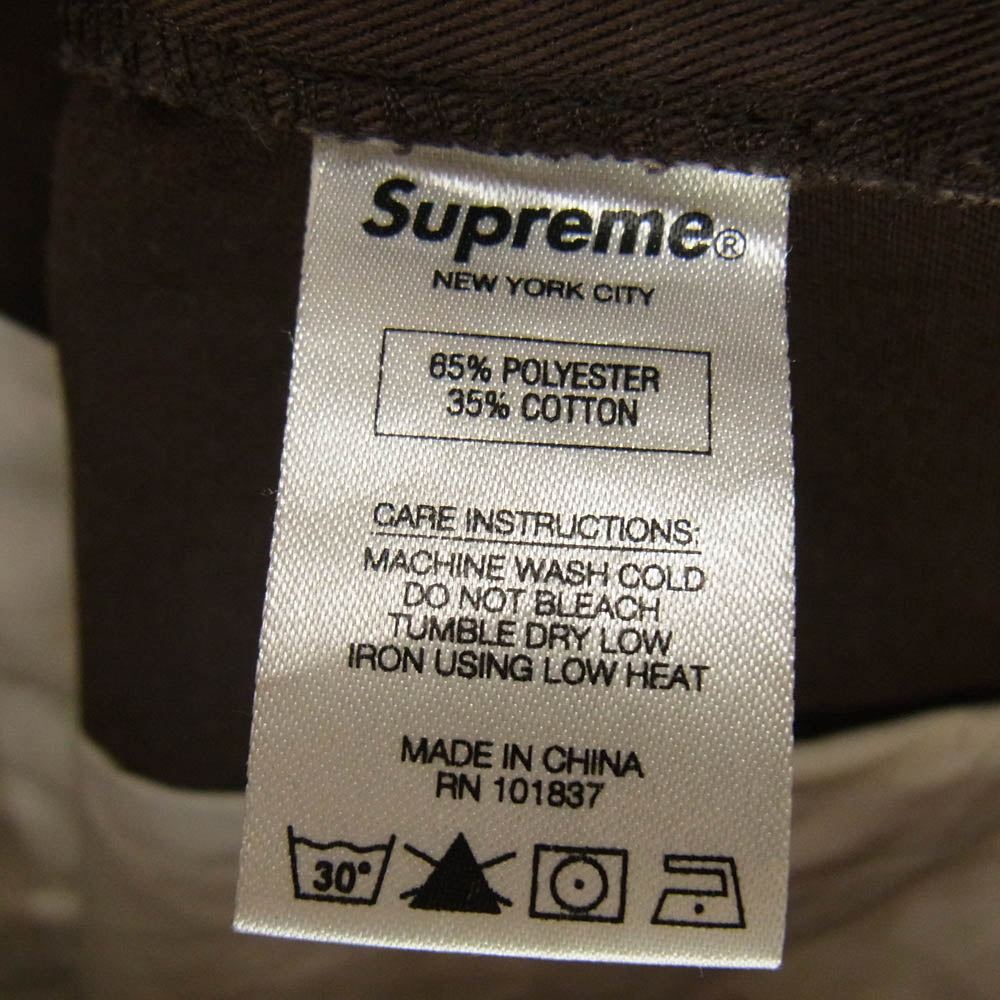 Supreme®
NEW YORK CITY
65% POLYESTER
35% COTTON
CARE INSTRUCTIONS:
MACHINE WASH COLD
DO NOT BLEACH
TUMBLE DRY LOW
IRON USING LOW HEAT
MADE IN CHINA
RN 101837
30°